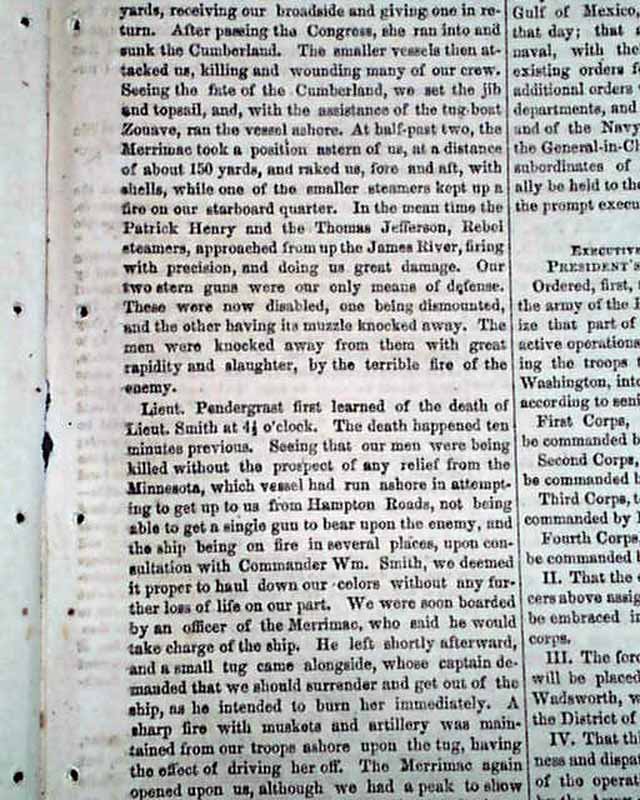 yards, receiving our broadside and giving one in re-
turn. After passing the Congress, she ran into and
sunk the Cumberland. The smaller vessels then at-
tacked us, killing and wounding many of our crew.
Seeing the fate of the Cumberland, we set the jib
and topsail, and, with the assistance of the tug-boat
Zouave, ran the vessel ashore. At half-past two, the
Merrimac took a position astern of us, at a distance
of about 150 yards, and raked us, fore and aft, with
shells, while one of the smaller steamers kept up a
fire on our starboard quarter. In the mean time the
Patrick Henry and the Thomas Jefferson, Rebel
steamers, approached from up the James River, firing
with precision, and doing us great damage. Our
two stern guns were our only means of defense.
These were now disabled, one being dismounted,
and the other having its muzzle knocked away. The
men were knocked away from them with great
rapidity and slaughter, by the terrible fire of the
enemy.
Lieut. Pendergrast first learned of the death of
Lieut. Smith at 4½ o'clock. The death happened ten
minutes previous. Seeing that our men were being
killed without the prospect of any relief from the
Minnesota, which vessel had run ashore in attempt-
ing to get up to us from Hampton Roads, not being
able to get a single gun to bear upon the enemy, and
the ship being on fire in several places, upon con-
sultation with Commander Wm. Smith, we deemed
it proper to haul down our colors without any fur-
ther loss of life on our part. We were soon boarded
by an officer of the Merrimac, who said he would
take charge of the ship. He left shortly afterward,
and a small tug came alongside, whose captain de-
manded that we should surrender and get out of the
ship, as he intended to burn her immediately. A
sharp fire with muskets and artillery was main-
tained from our troops ashore upon the tug, having
the effect of driving her off. The Merrimac again
opened upon us, although we had a peak to show
Gulf of Mexico,
that day; that
naval, with the
existing orders
additional orders
departments, and
and of the Navy
the General-in-Ch
subordinates of
ally be held to the
the prompt execu
EXECUTIVE
PRESIDENT'S
Ordered, first,
the army of the
ize that part of
active operations
ing the troops
Washington, into
according to seni
First Corps,
be commanded b
Second Corps,
be commanded b
Third Corps, t
commanded by
Fourth Corps,
be commanded b
II. That the
cers above assig
be embraced in
corps.
III. The forc
will be placed
Wadsworth,
the District of
IV. That thi
ness and dispat
of the operat